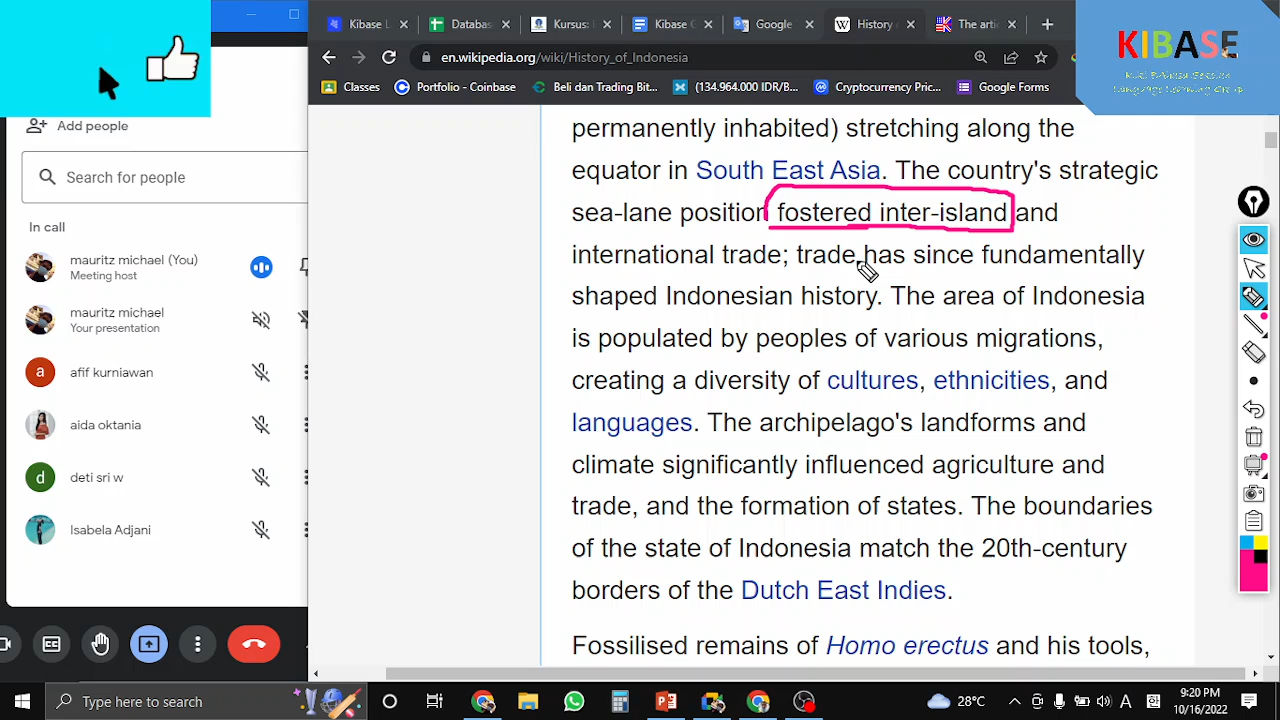 Kibase L
Databas
Kursus:
Kibase C
Google
History
The arti
en.wikipedia.org/wiki/History_of_Indonesia
KIBASE
Language Learning Group
Classes
Portfolio - Coinbase
Beli dan Trading Bit...
(134.964.000 IDR/B...
Cryptocurrency Pric...
Google Forms
Add people
Search for people
In call
mauritz michael (You)
Meeting host
mauritz michael
Your presentation
afif kurniawan
aida oktania
deti sri w
Isabela Adjani
permanently inhabited) stretching along the
equator in South East Asia. The country's strategic
sea-lane position fostered inter-island and
international trade; trade has since fundamentally
shaped Indonesian history. The area of Indonesia
is populated by peoples of various migrations,
creating a diversity of cultures, ethnicities, and
languages. The archipelago's landforms and
climate significantly influenced agriculture and
trade, and the formation of states. The boundaries
of the state of Indonesia match the 20th-century
borders of the Dutch East Indies.
Fossilised remains of Homo erectus and his tools,
Type here to search
28°C
A
9:20 PM
10/16/2022